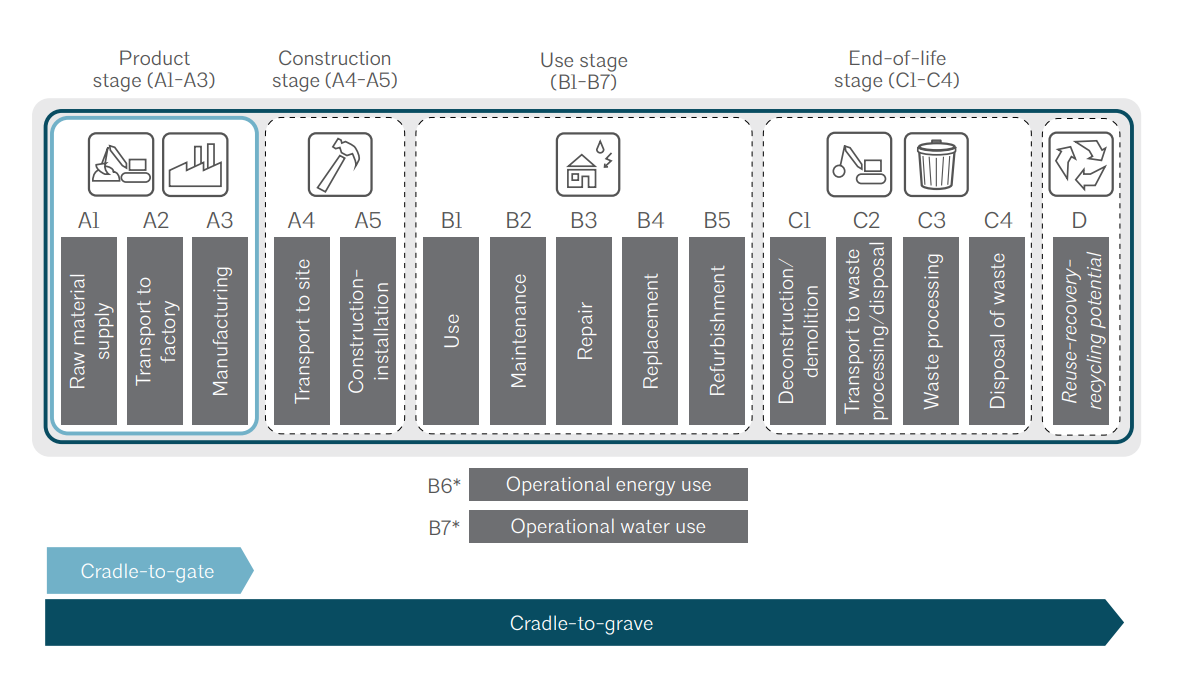 Product
stage (A1–A3)
Construction
stage (A4–A5)
Use stage
(B1–B7)
End-of-life
stage (C1–C4)
A1
A2
A3
A4
A5
B1
B2
B3
B4
B5
C1
C2
C3
C4
D
Raw material
supply
Transport to
factory
Manufacturing
Transport to site
Construction–
installation
Use
Maintenance
Repair
Replacement
Refurbishment
Deconstruction/
demolition
Transport to waste
processing/disposal
Waste processing
Disposal of waste
Reuse-recovery-
recycling potential
B6*
Operational energy use
B7*
Operational water use
Cradle-to-gate
Cradle-to-grave